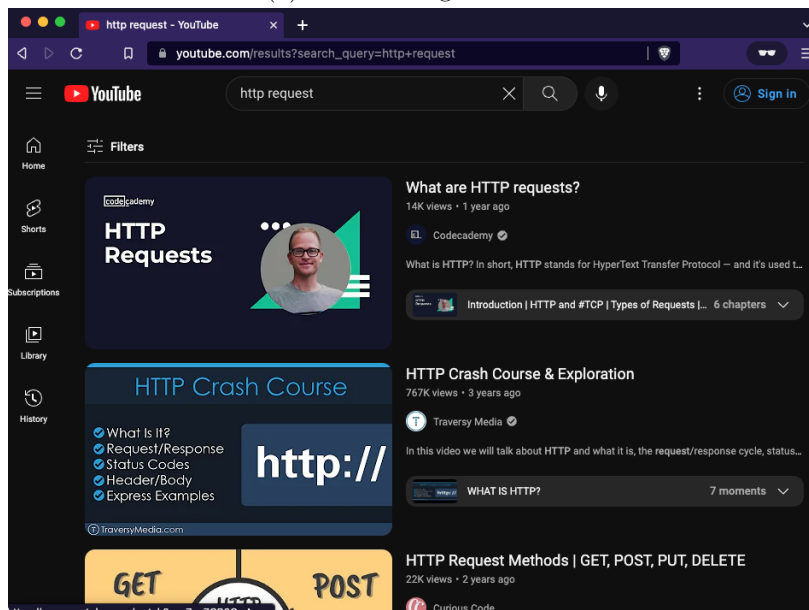 http request - YouTube
youtube.com/results?search_query=http+request
YouTube
http request
Sign in
Home
Shorts
Subscriptions
Library
History
Filters
code|cademy
HTTP
Requests
What are HTTP requests?
14K views • 1 year ago
Codecademy
What is HTTP? In short, HTTP stands for HyperText Transfer Protocol — and it's used t...
Introduction | HTTP and #TCP | Types of Requests |... 6 chapters
HTTP Crash Course
What Is It?
Request/Response
Status Codes
Header/Body
Express Examples
http://
TraversyMedia.com
HTTP Crash Course & Exploration
767K views • 3 years ago
Traversy Media
In this video we will talk about HTTP and what it is, the request/response cycle, status...
WHAT IS HTTP? 7 moments
GET
HTTP
POST
HTTP Request Methods | GET, POST, PUT, DELETE
22K views • 2 years ago
Curious Code